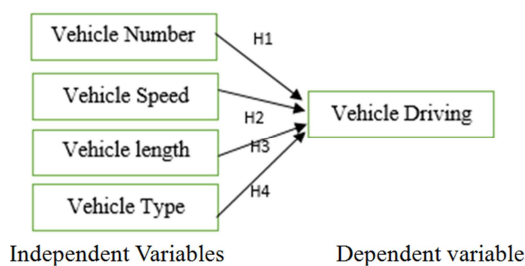 Vehicle Number
H1
Vehicle Speed
Vehicle Driving
H2
Vehicle length
H3
Vehicle Type
H4
Independent Variables
Dependent variable